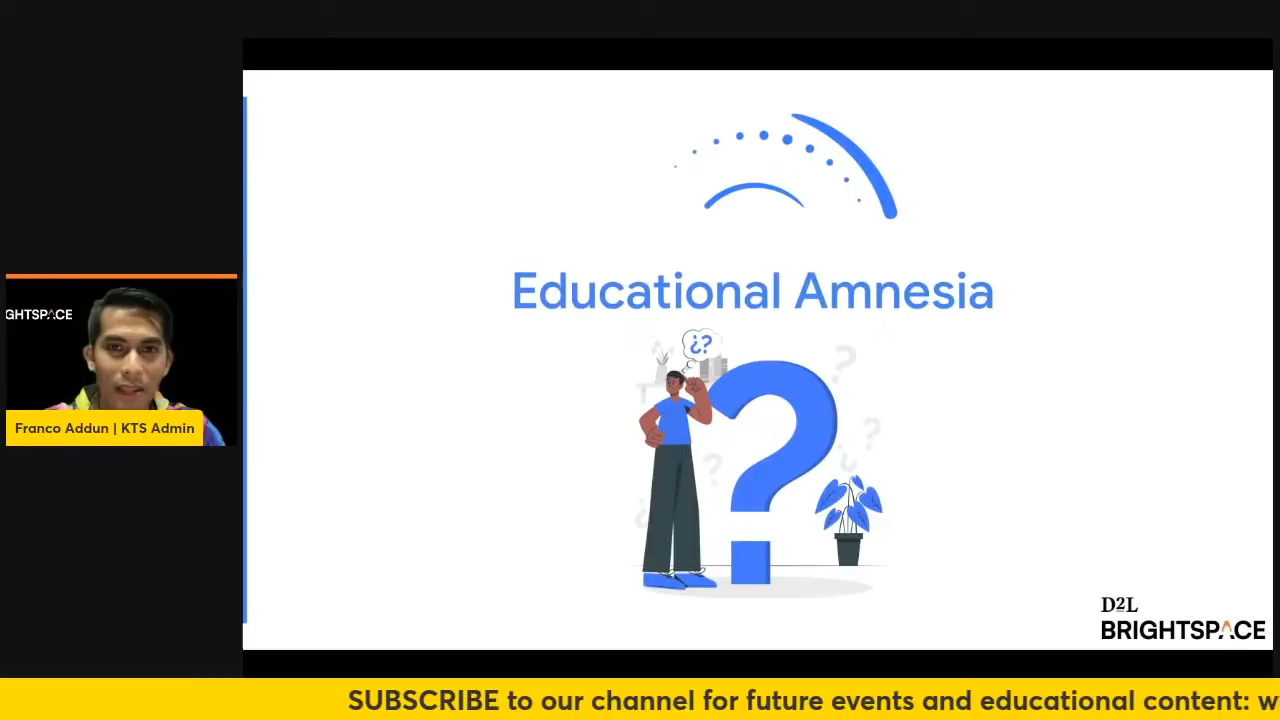 Educational Amnesia
¿?
GHTSPACE
Franco Addun | KTS Admin
D2L
BRIGHTSPACE
SUBSCRIBE to our channel for future events and educational content: w